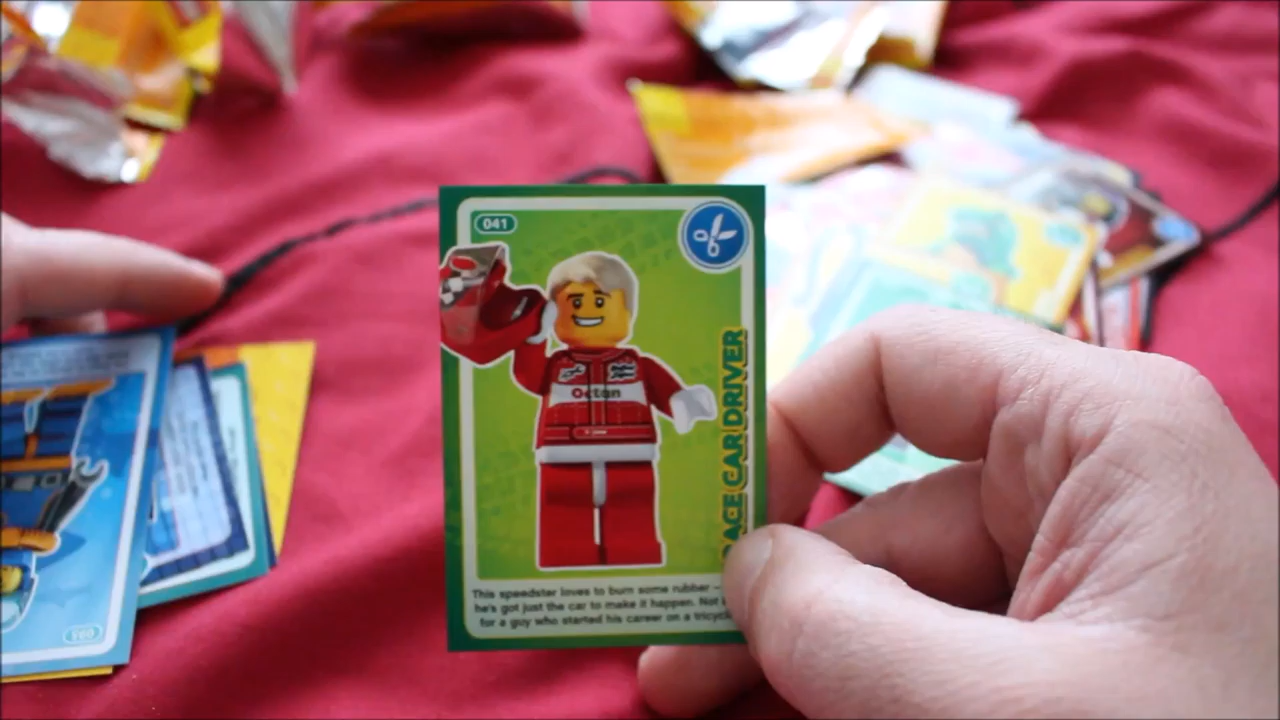 041
Octan
RACE CAR DRIVER
This speedster loves to burn some rubber –
he's got just the car to make it happen. Not
for a guy who started his career on a tricycle